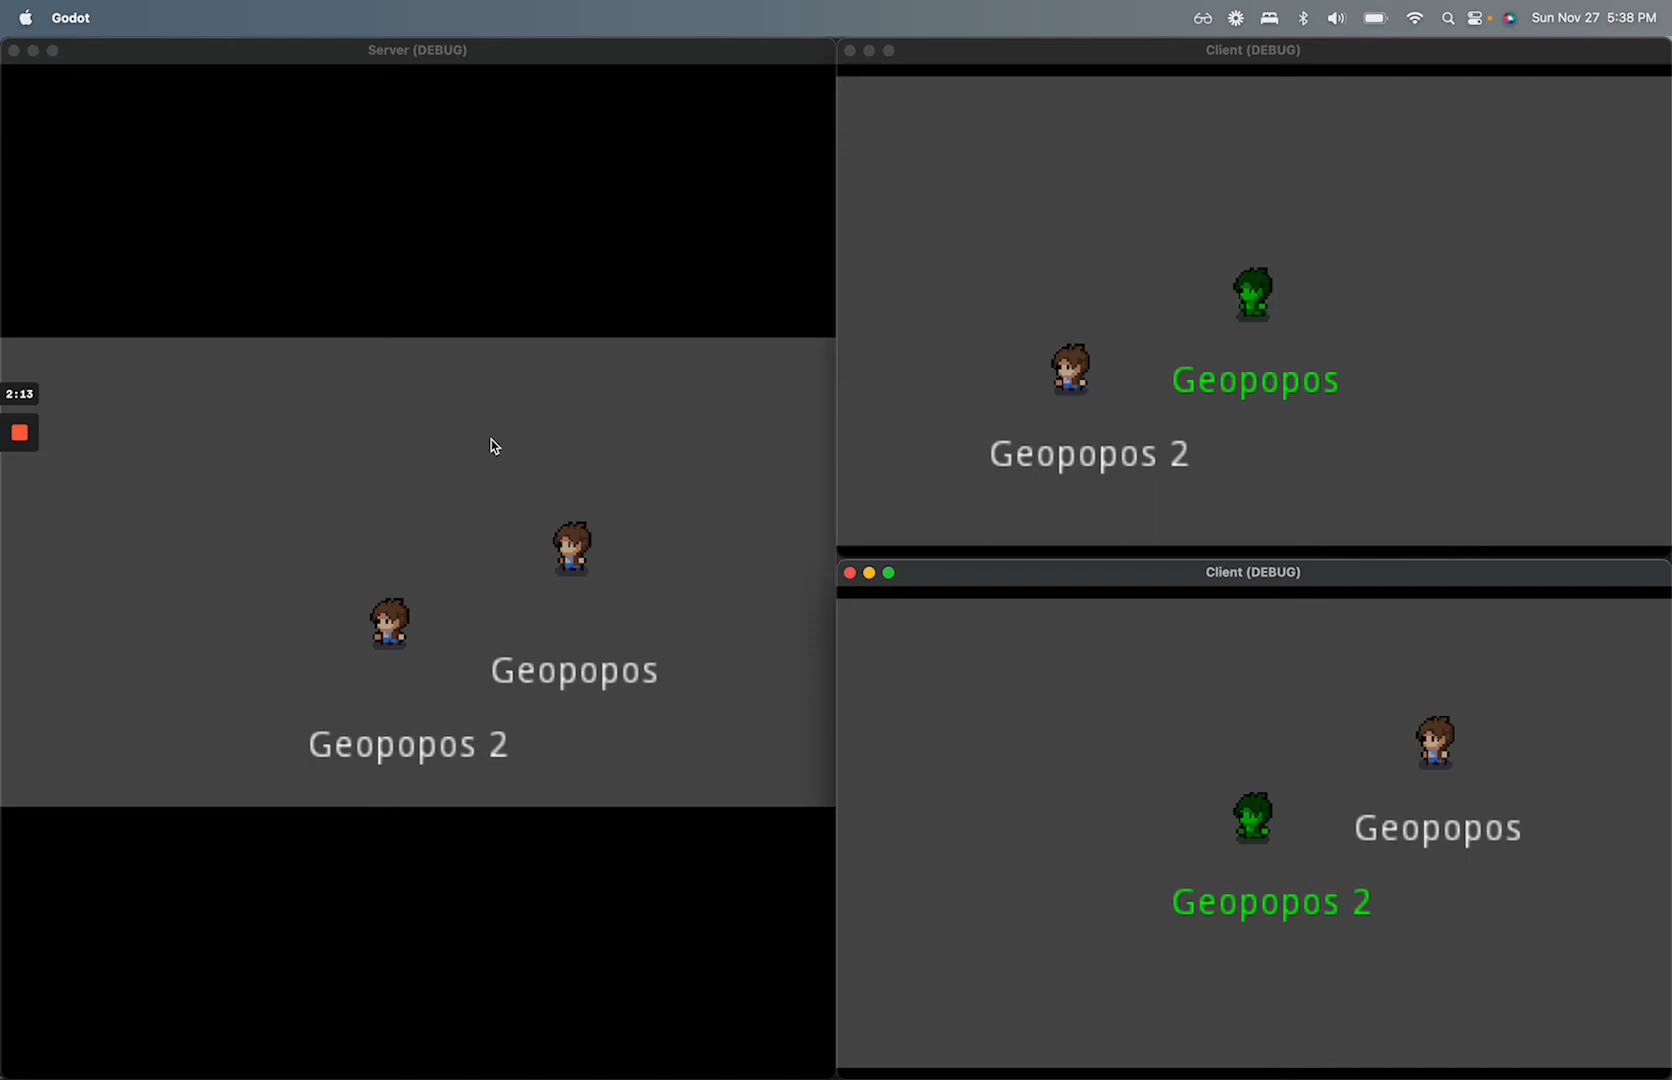 Godot
Sun Nov 27 5:38 PM
Server (DEBUG)
2:13
Geopopos
Geopopos 2
Client (DEBUG)
Geopopos
Geopopos 2
Client (DEBUG)
Geopopos
Geopopos 2